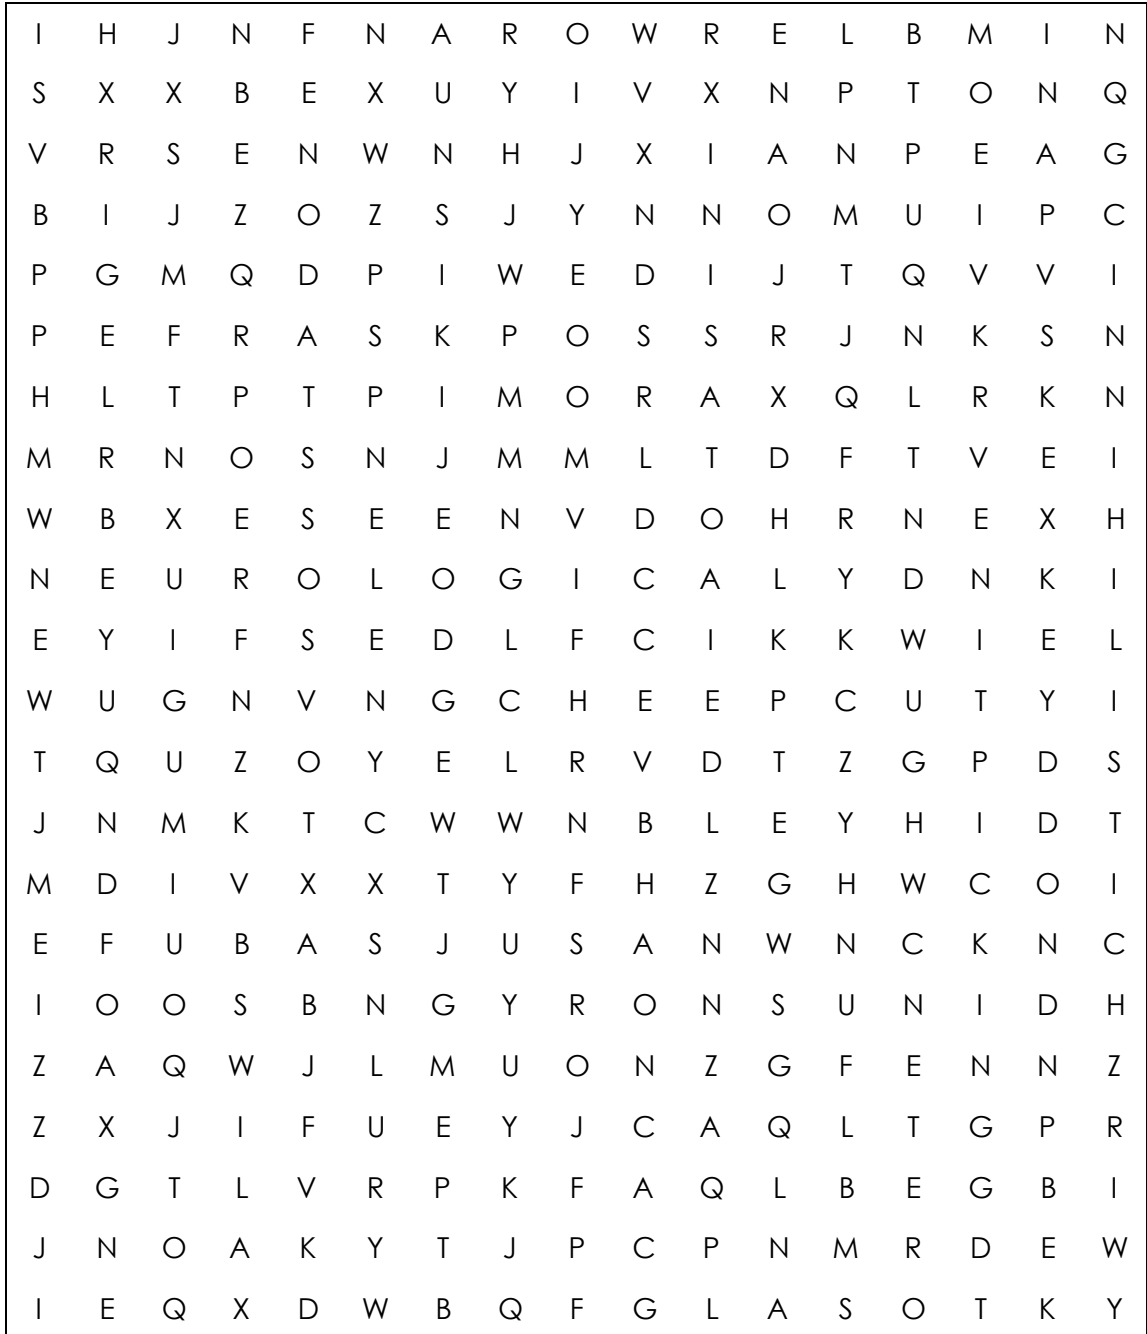 I H J N F N A R O W R E L B M I N
S X X B E X U Y I V X N P T O N Q
V R S E N W N H J X I A N P E A G
B I J Z O Z S J Y N N O M U I P C
P G M Q D P I W E D I J T Q V V I
P E F R A S K P O S S R J N K S N
H L T P T P I M O R A X Q L R K N
M R N O S N J M M L T D F T V E I
W B X E S E E N V D O H R N E X H
N E U R O L O G I C A L Y D N K I
E Y I F S E D L F C I K K W I E L
W U G N V N G C H E E P C U T Y I
T Q U Z O Y E L R V D T Z G P D S
J N M K T C W W N B L E Y H I D T
M D I V X X T Y F H Z G H W C O I
E F U B A S J U S A N W N C K N C
I O O S B N G Y R O N S U N I D H
Z A Q W J L M U O N Z G F E N N Z
Z X J I F U E Y J C A Q L T G P R
D G T L V R P K F A Q L B E G B I
J N O A K Y T J P C P N M R D E W
I E Q X D W B Q F G L A S O T K Y